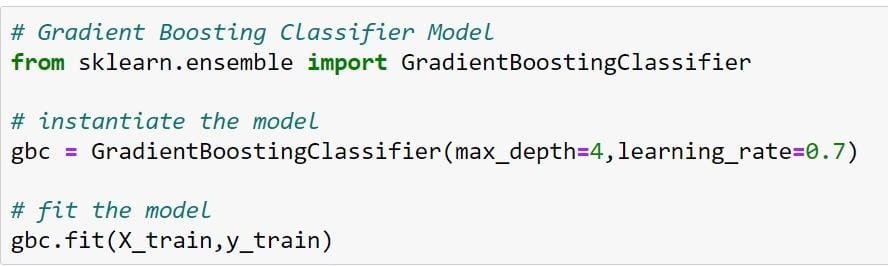 # Gradient Boosting Classifier Model
from sklearn.ensemble import GradientBoostingClassifier
# instantiate the model
gbc = GradientBoostingClassifier(max_depth=4,learning_rate=0.7)
# fit the model
gbc.fit(X_train,y_train)